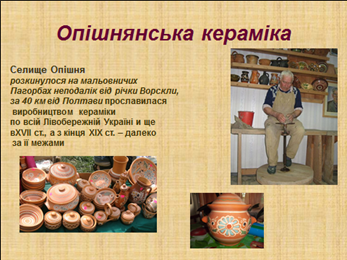 Опішнянська кераміка
Селище Опішня
розкинулося на мальовничих
Пагорбах неподалік від річки Ворскли,
за 40 км від Полтави прославилася
виробництвом кераміки
по всій Лівобережній Україні и ще
вXVII ст., а з кінця XIX ст. – далеко
за її межами